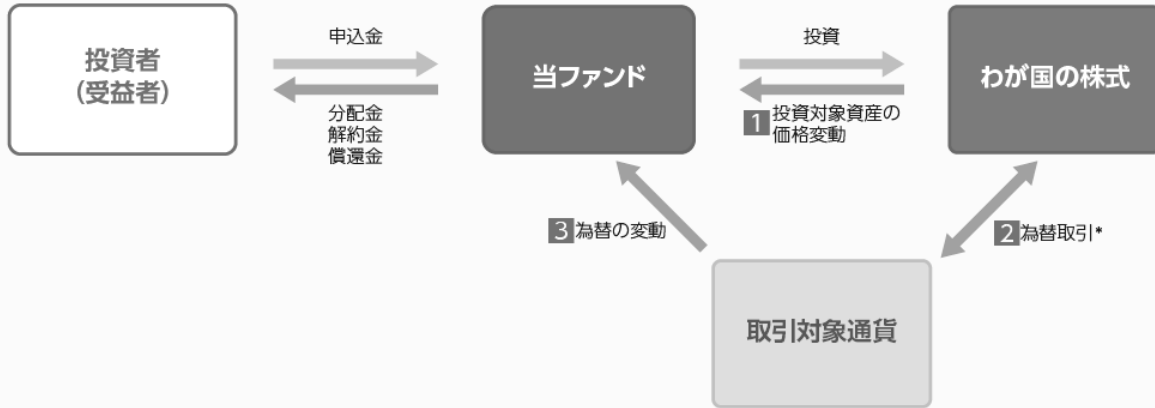 投資者
（受益者）
申込金
分配金
解約金
償還金
当ファンド
投資
1 投資対象資産の
価格変動
わが国の株式
3 為替の変動
2 為替取引*
取引対象通貨